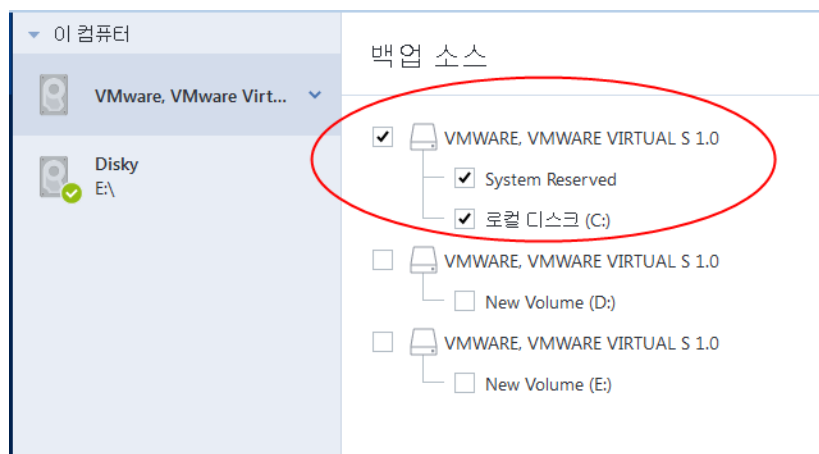 이 컴퓨터
VMware, VMware Virt...
Disky
E:\
백업 소스
VMWARE, VMWARE VIRTUAL S 1.0
System Reserved
로컬 디스크 (C:)
VMWARE, VMWARE VIRTUAL S 1.0
New Volume (D:)
VMWARE, VMWARE VIRTUAL S 1.0
New Volume (E:)